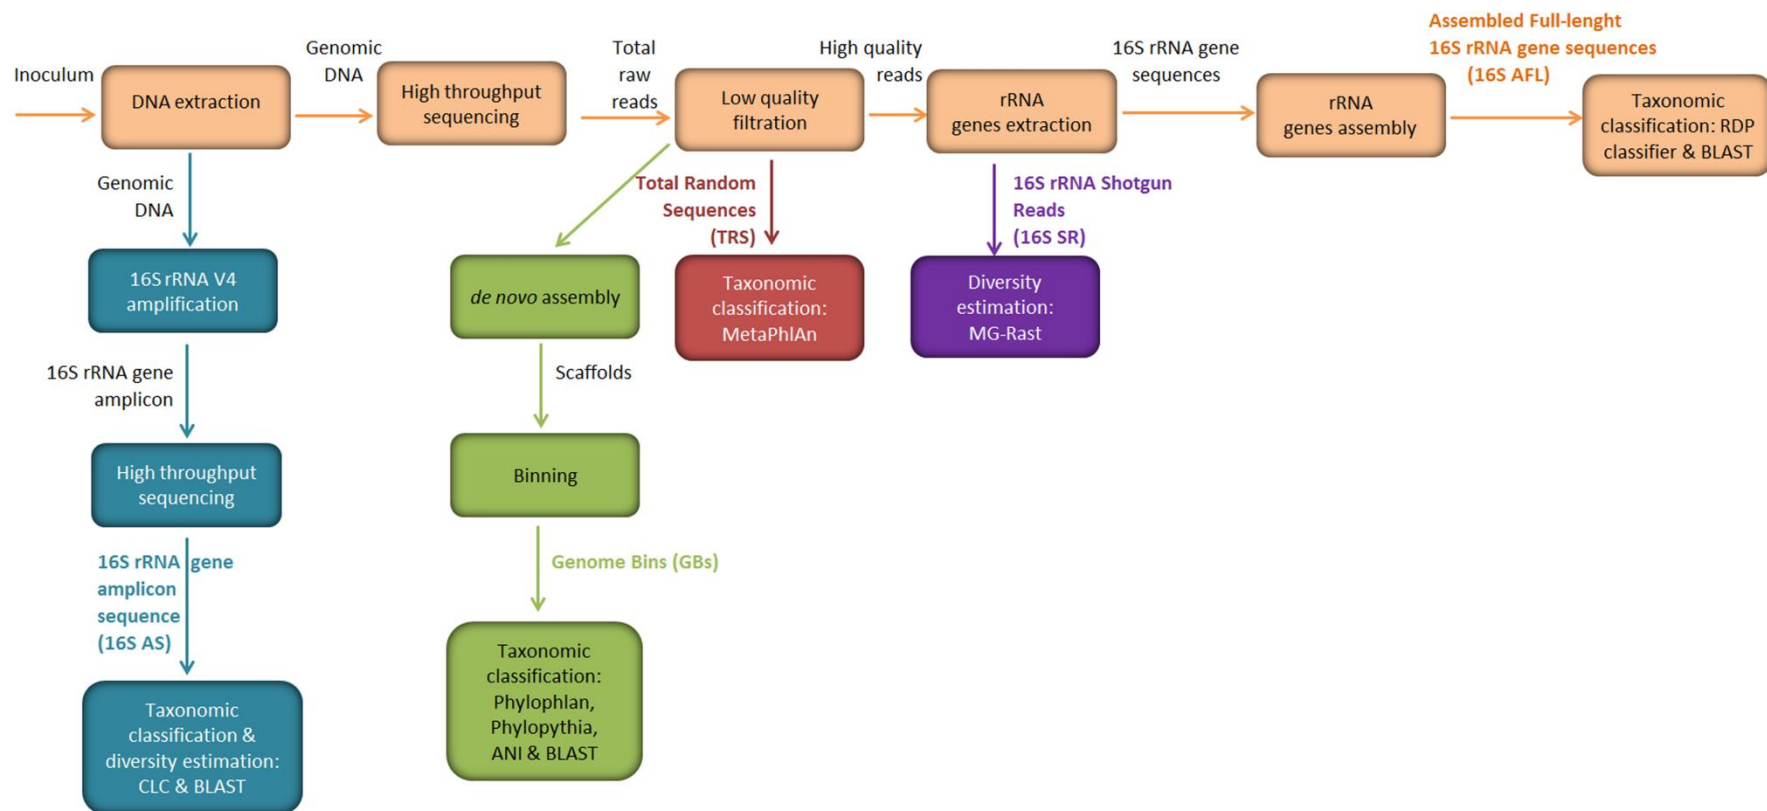 Inoculum
DNA extraction
Genomic
DNA
High throughput
sequencing
Total
raw
reads
Low quality
filtration
High quality
reads
rRNA
genes extraction
16S rRNA gene
sequences
rRNA
genes assembly
Assembled Full-lenght
16S rRNA gene sequences
(16S AFL)
Taxonomic
classification: RDP
classifier & BLAST
Genomic
DNA
16S rRNA V4
amplification
16S rRNA gene
amplicon
High throughput
sequencing
16S rRNA gene
amplicon
sequence
(16S AS)
Taxonomic
classification &
diversity estimation:
CLC & BLAST
de novo assembly
Scaffolds
Binning
Genome Bins (GBs)
Taxonomic
classification:
Phylophlan,
Phylopythia,
ANI & BLAST
Total Random
Sequences
(TRS)
Taxonomic
classification:
MetaPhlAn
16S rRNA Shotgun
Reads
(16S SR)
Diversity
estimation:
MG-Rast